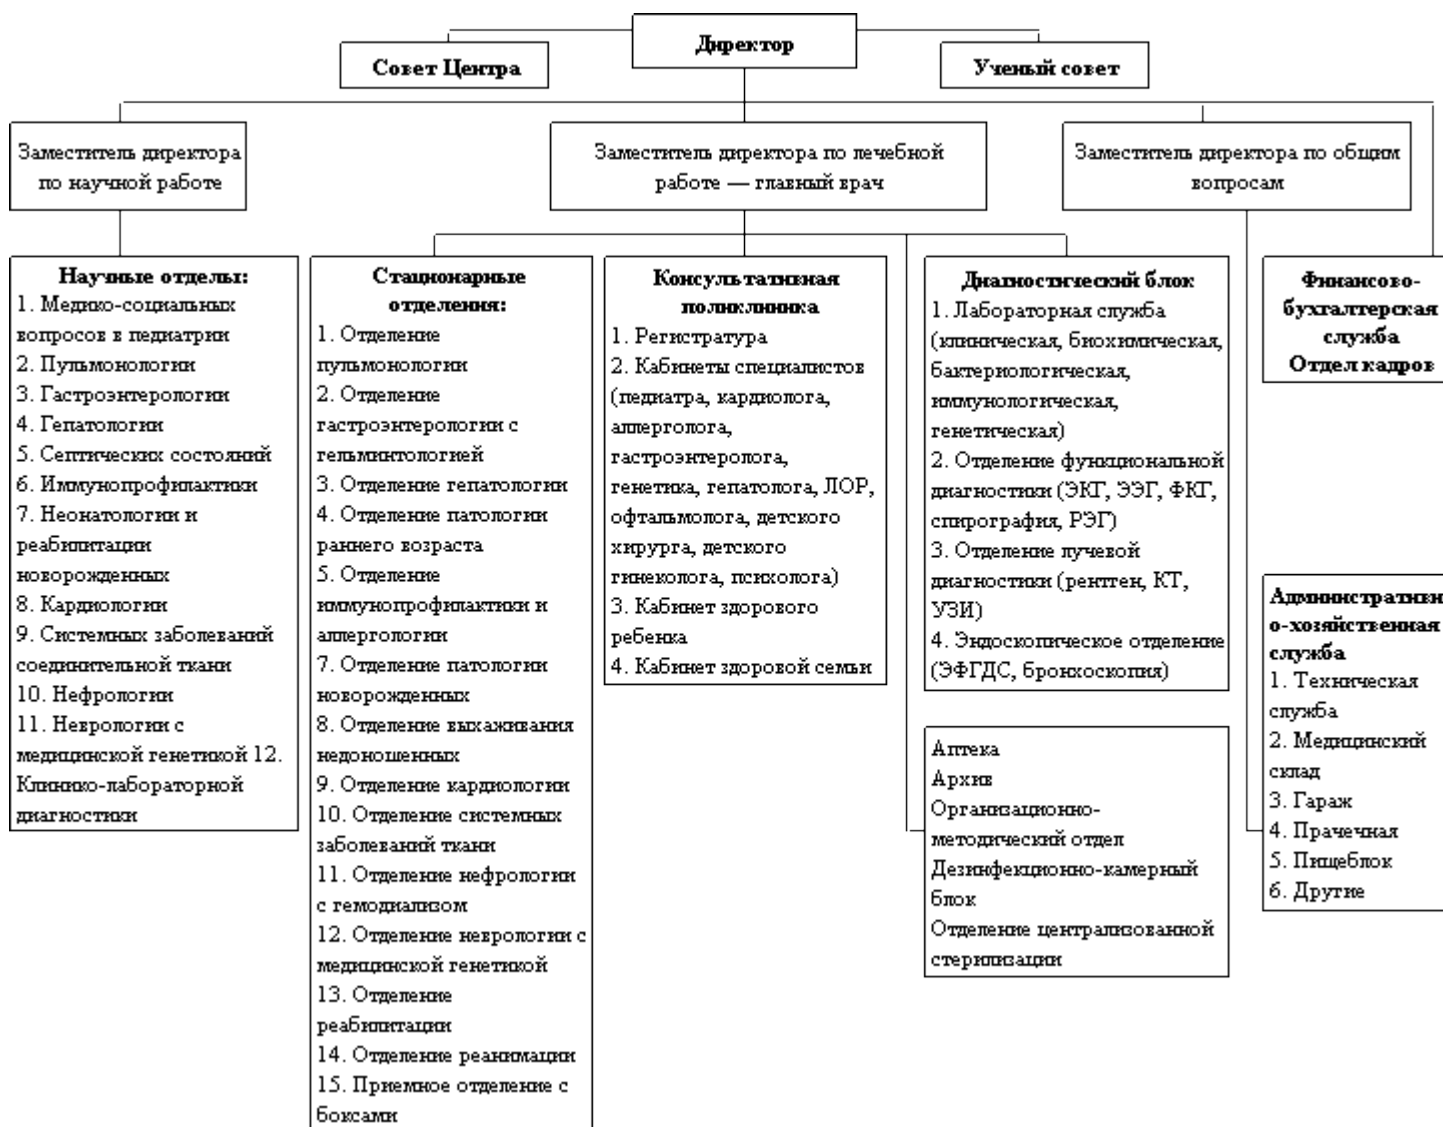 Директор
Совет Центра
Ученый совет
Заместитель директора
по научной работе
Заместитель директора по лечебной
работе — главный врач
Заместитель директора по общим
вопросам
Научные отделы:
1. Медико-социальных
вопросов в педиатрии
2. Пульмонологии
3. Гастроэнтерологии
4. Гепатологии
5. Септических состояний
6. Иммунопрофилактики
7. Неонатологии и
реабилитации
новорожденных
8. Кардиологии
9. Системных заболеваний
соединительной ткани
10. Нефрологии
11. Неврологии с
медицинской генетикой 12.
Клинико-лабораторной
диагностики
Стационарные
отделения:
1. Отделение
пульмонологии
2. Отделение
гастроэнтерологии с
гельминтологией
3. Отделение гепатологии
4. Отделение патологии
раннего возраста
5. Отделение
иммунопрофилактики и
аллергологии
7. Отделение патологии
новорожденных
8. Отделение выхаживания
недоношенных
9. Отделение кардиологии
10. Отделение системных
заболеваний ткани
11. Отделение нефрологии
с гемодиализом
12. Отделение неврологии с
медицинской генетикой
13. Отделение
реабилитации
14. Отделение реанимации
15. Приемное отделение с
боксами
Консультативная
поликлиника
1. Регистратура
2. Кабинеты специалистов
(педиатра, кардиолога,
аллерголога,
гастроэнтеролога,
генетика, гепатолога, ЛОР,
офтальмолога, детского
хирурга, детского
гинеколога, психолога)
3. Кабинет здорового
ребенка
4. Кабинет здоровой семьи
Диагностический блок
1. Лабораторная служба
(клиническая, биохимическая,
бактериологическая,
иммунологическая,
генетическая)
2. Отделение функциональной
диагностики (ЭКГ, ЭЭГ, ФКГ,
спирография, РЭГ)
3. Отделение лучевой
диагностики (рентген, КТ,
УЗИ)
4. Эндоскопическое отделение
(ЭФГДС, бронхоскопия)
Аптека
Архив
Организационно-
методический отдел
Дезинфекционно-камерный
блок
Отделение централизованной
стерилизации
Финансово-
бухгалтерская
служба
Отдел кадров
Административн
о-хозяйственная
служба
1. Техническая
служба
2. Медицинский
склад
3. Гараж
4. Прачечная
5. Пищеблок
6. Другие